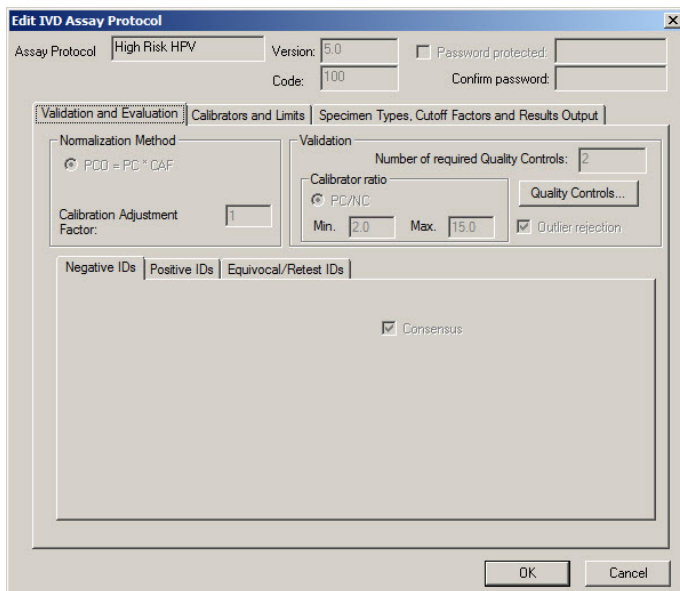 Edit IVD Assay Protocol
Assay Protocol High Risk HPV Version: 5.0 Password protected:
Code: 100 Confirm password:
Validation and Evaluation Calibrators and Limits Specimen Types, Cutoff Factors and Results Output
Normalization Method Validation
Number of required Quality Controls: 2
PCO = PC * CAF Calibrator ratio
PC/NC Quality Controls...
Calibration Adjustment Factor: 1 Min. 2.0 Max. 15.0 Outlier rejection
Negative IDs Positive IDs Equivocal/Retest IDs
Consensus
OK Cancel